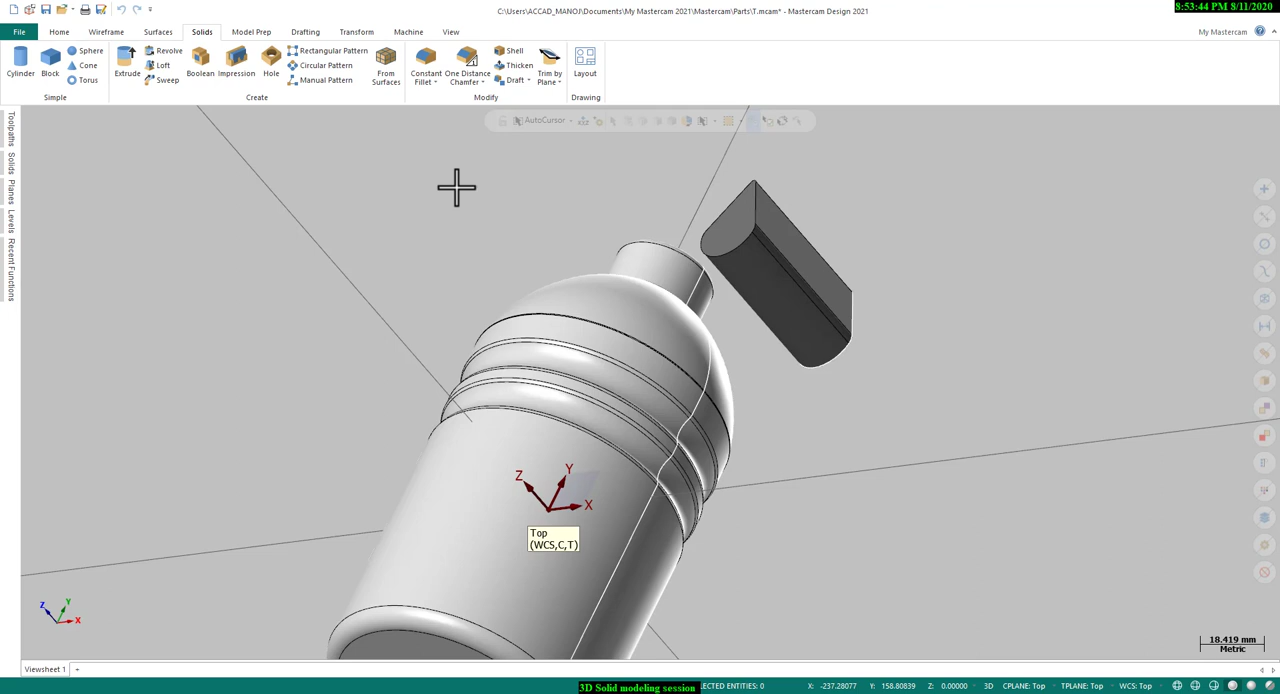 C:\Users\ACCAD_MANOJ\Documents\My Mastercam 2021\Mastercam\Parts\T.mcam* - Mastercam Design 2021
8:53:44 PM 8/11/2020
File Home Wireframe Surfaces Solids Model Prep Drafting Transform Machine View My Mastercam
Cylinder
Block
Sphere
Cone
Torus
Simple
Extrude
Revolve
Loft
Sweep
Boolean
Impression
Hole
Rectangular Pattern
Circular Pattern
Manual Pattern
From
Surfaces
Create
Constant
Fillet
One Distance
Chamfer
Shell
Thicken
Draft
Trim by
Plane
Modify
Layout
Drawing
AutoCursor
Toolpaths
Solids
Planes
Levels
Recent Functions
Z
Y
X
Top
(WCS,C,T)
Z
Y
X
18.419 mm
Metric
Viewsheet 1 +
3D Solid modeling session
LECTED ENTITIES: 0
X: -237.28077
Y: 158.80839
Z: 0.00000
3D
CPLANE: Top
TPLANE: Top
WCS: Top